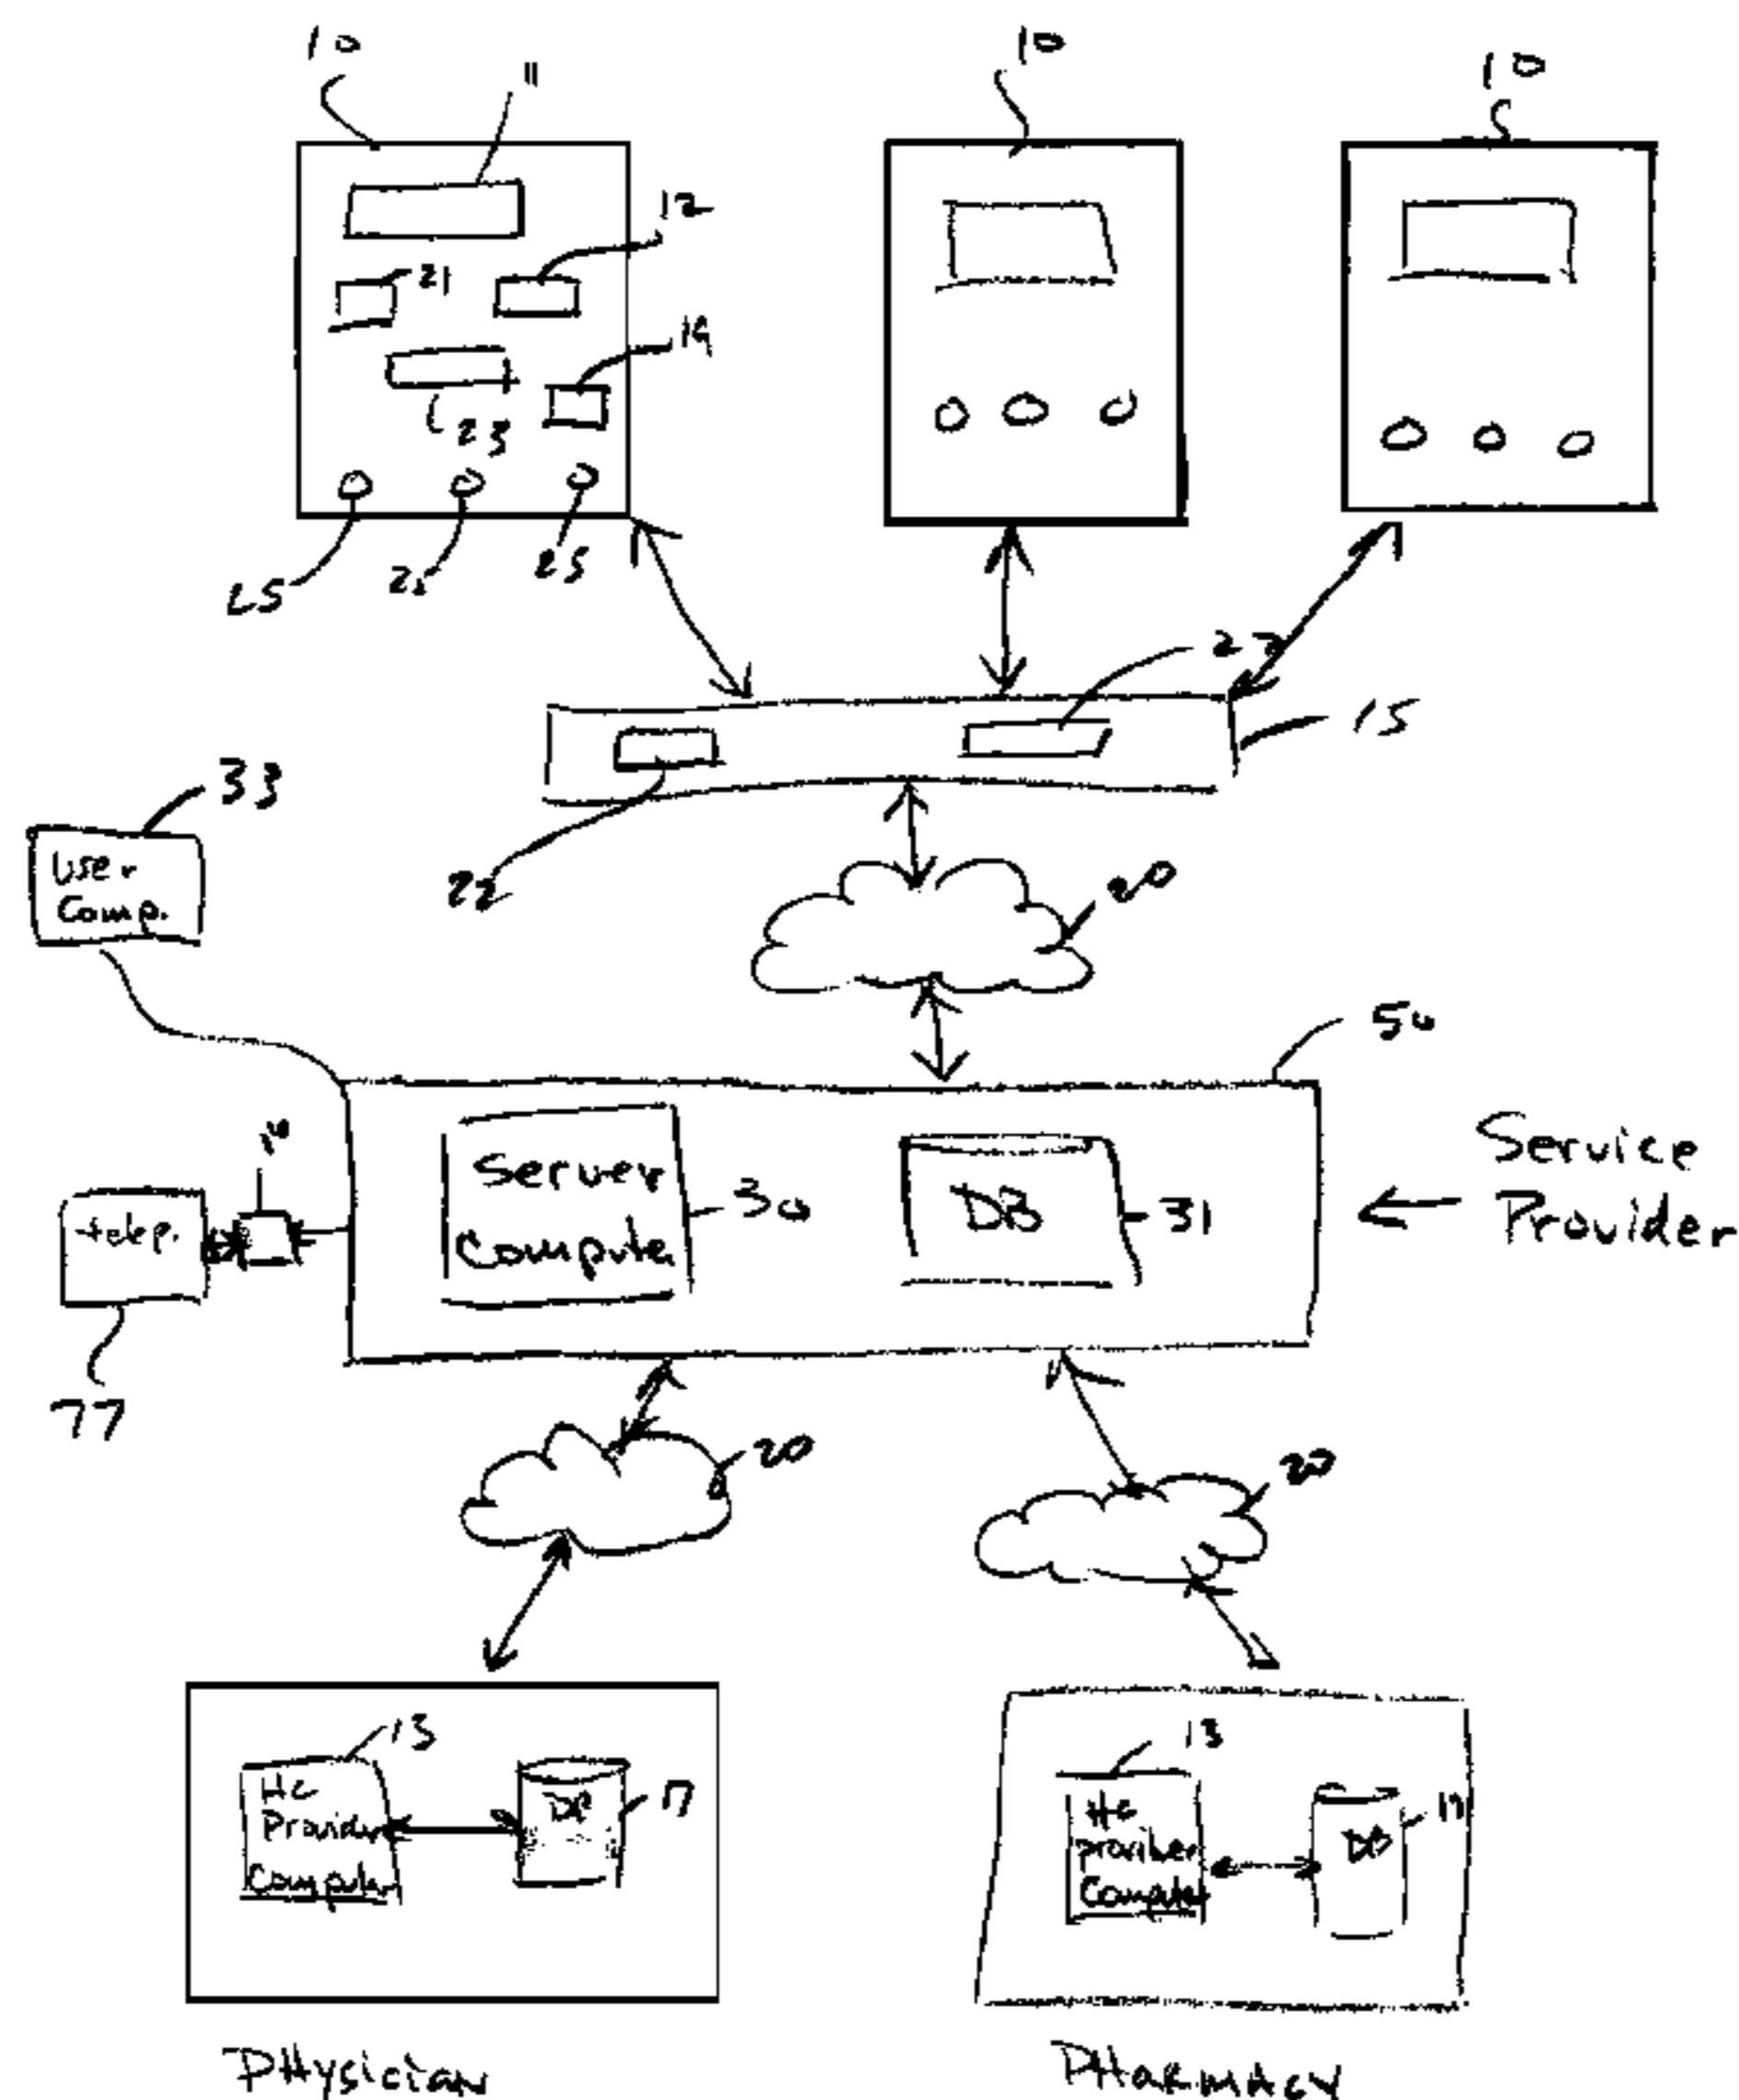 10
11
10
10
12
21
19
23
25
25
27
15
33
User
Comp.
22
20
50
Server
Compute
30
DB
31
Service
Provider
telep.
77
20
20
13
HC
Provider
Computer
DB
17
13
HC
provider
Computer
DB
17
PHysician
PHarmacy